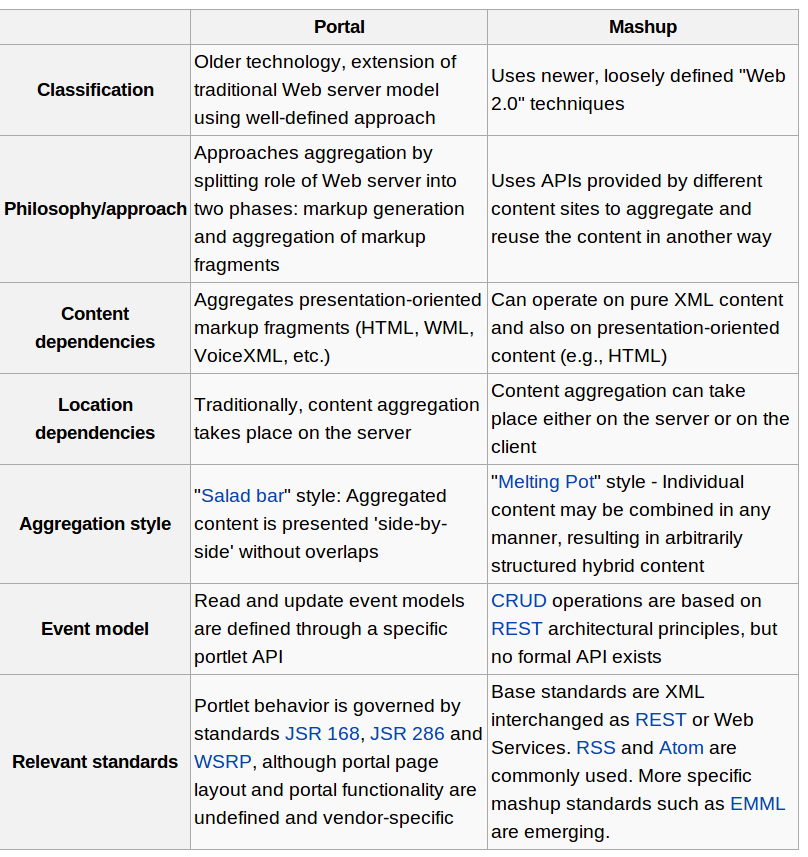 Portal
Mashup
Classification
Older technology, extension of
traditional Web server model
using well-defined approach
Uses newer, loosely defined "Web
2.0" techniques
Philosophy/approach
Approaches aggregation by
splitting role of Web server into
two phases: markup generation
and aggregation of markup
fragments
Uses APIs provided by different
content sites to aggregate and
reuse the content in another way
Content
dependencies
Aggregates presentation-oriented
markup fragments (HTML, WML,
VoiceXML, etc.)
Can operate on pure XML content
and also on presentation-oriented
content (e.g., HTML)
Location
dependencies
Traditionally, content aggregation
takes place on the server
Content aggregation can take
place either on the server or on the
client
Aggregation style
"Salad bar" style: Aggregated
content is presented 'side-by-
side' without overlaps
"Melting Pot" style - Individual
content may be combined in any
manner, resulting in arbitrarily
structured hybrid content
Event model
Read and update event models
are defined through a specific
portlet API
CRUD operations are based on
REST architectural principles, but
no formal API exists
Relevant standards
Portlet behavior is governed by
standards JSR 168, JSR 286 and
WSRP, although portal page
layout and portal functionality are
undefined and vendor-specific
Base standards are XML
interchanged as REST or Web
Services. RSS and Atom are
commonly used. More specific
mashup standards such as EMML
are emerging.